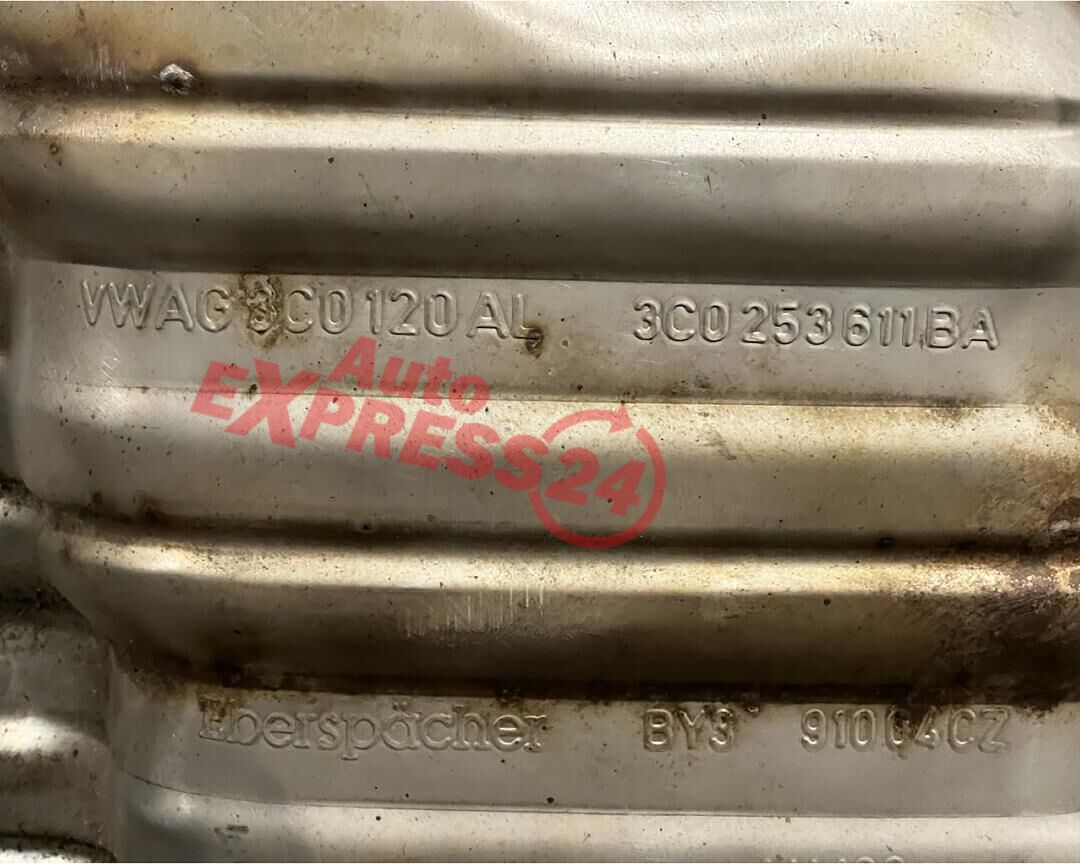 VWAG 3C0120AL 3C0253611BA
Auto
EXPRESS24
Eberspächer BY3 91004CZ